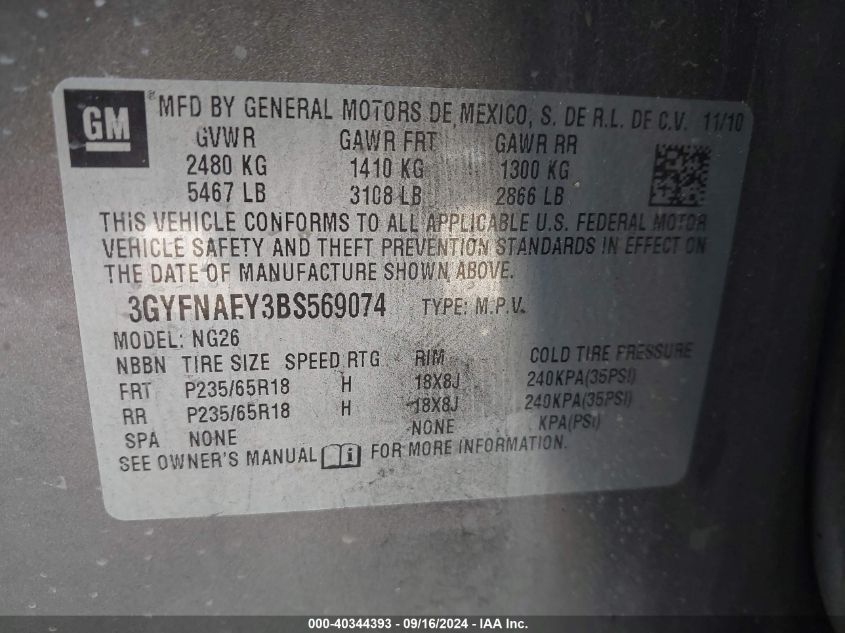 GM
® MFD BY GENERAL MOTORS DE MEXICO, S. DE R.L. DE C.V. 11/10
GVWR GAWR FRT GAWR RR
2480 KG 1410 KG 1300 KG
5467 LB 3108 LB 2866 LB
THIS VEHICLE CONFORMS TO ALL APPLICABLE U.S. FEDERAL MOTOR
VEHICLE SAFETY AND THEFT PREVENTION STANDARDS IN EFFECT ON
THE DATE OF MANUFACTURE SHOWN ABOVE.
3GYFNAEY3BS569074 TYPE: M.P.V.
MODEL: NG26
NBBN TIRE SIZE SPEED RTG RIM COLD TIRE PRESSURE
FRT P235/65R18 H 18X8J 240KPA(35PSI)
RR P235/65R18 H 18X8J 240KPA(35PSI)
SPA NONE NONE KPA(PSI)
SEE OWNER'S MANUAL i FOR MORE INFORMATION.
000-40344393 - 09/16/2024 - IAA Inc.